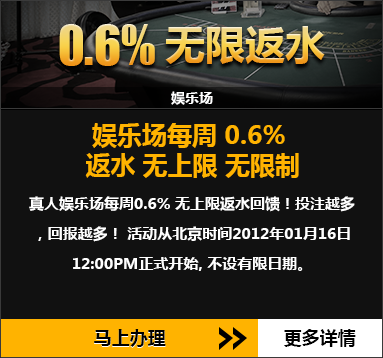 0.6% 无限返水
娱乐场
娱乐场每周 0.6%
返水 无上限 无限制
真人娱乐场每周0.6% 无上限返水回馈！投注越多
，回报越多！ 活动从北京时间2012年01月16日
12:00PM正式开始, 不设有限日期。
马上办理
更多详情